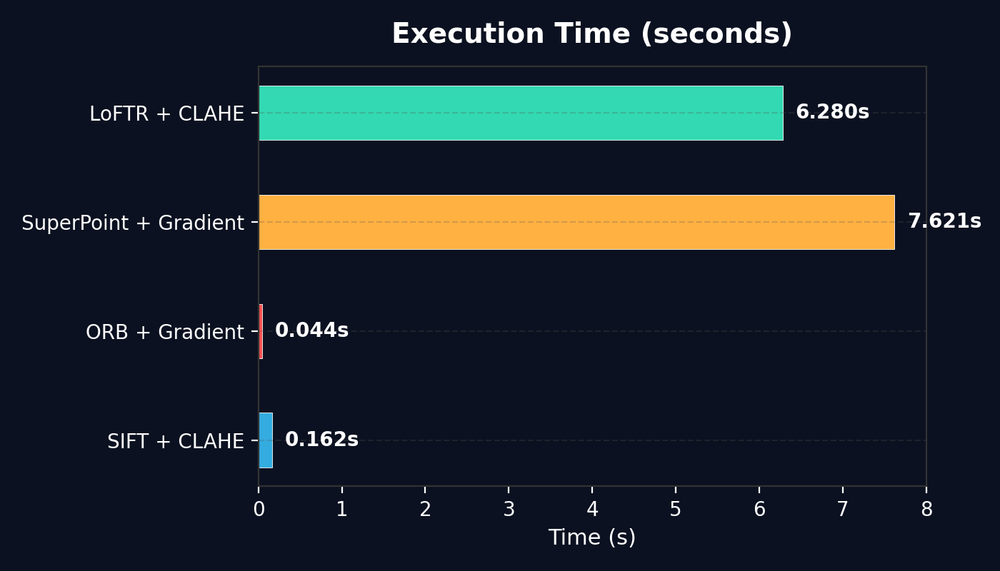 Execution Time (seconds)
LoFTR + CLAHE 6.280s
SuperPoint + Gradient 7.621s
ORB + Gradient 0.044s
SIFT + CLAHE 0.162s
0 1 2 3 4 5 6 7 8
Time (s)